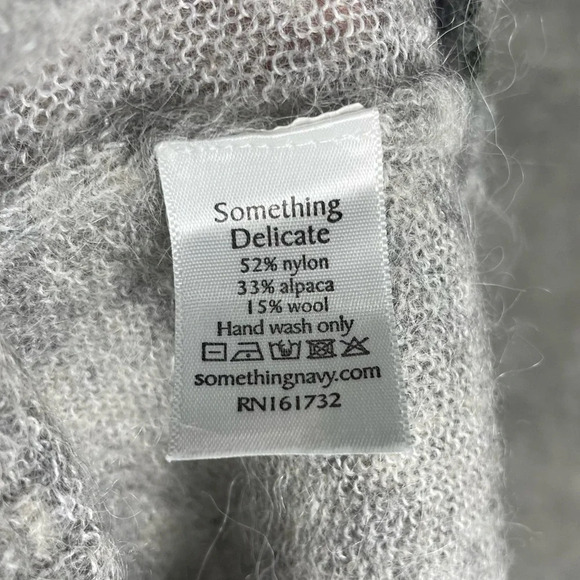 Something
Delicate
52% nylon
33% alpaca
15% wool
Hand wash only
somethingnavy.com
RN161732